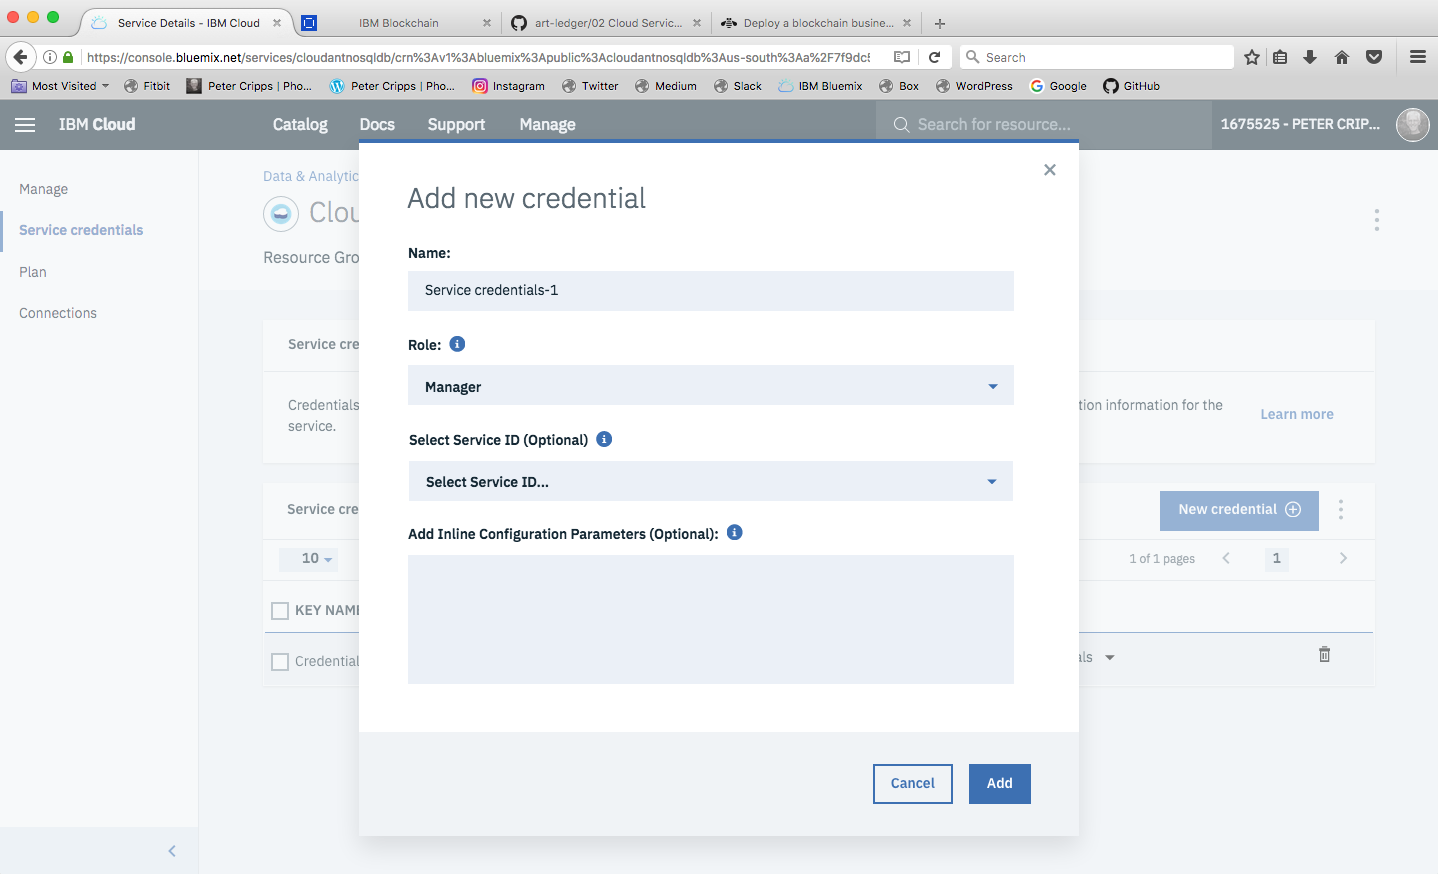 Service Details - IBM Cloud
IBM Blockchain
art-ledger/02 Cloud Servic...
Deploy a blockchain busine...
https://console.bluemix.net/services/cloudantnosqldb/crn%3Av1%3Abluemix%3Apublic%3Acloudantnosqldb%3Aus-south%3Aa%2F7f9dc5
Search
Most Visited
Fitbit
Peter Cripps | Pho...
Peter Cripps | Pho...
Instagram
Twitter
Medium
Slack
IBM Bluemix
Box
WordPress
Google
GitHub
IBM Cloud
Catalog
Docs
Support
Manage
Search for resource...
1675525 - PETER CRIP...
Manage
Service credentials
Plan
Connections
Data & Analytic
Clou
Resource Gro
Service cre
Credentials
service.
tion information for the
Learn more
Service cre
New credential
10
1 of 1 pages
1
KEY NAME
Credential
als
Add new credential
Name:
Service credentials-1
Role:
Manager
Select Service ID (Optional)
Select Service ID...
Add Inline Configuration Parameters (Optional):
Cancel
Add